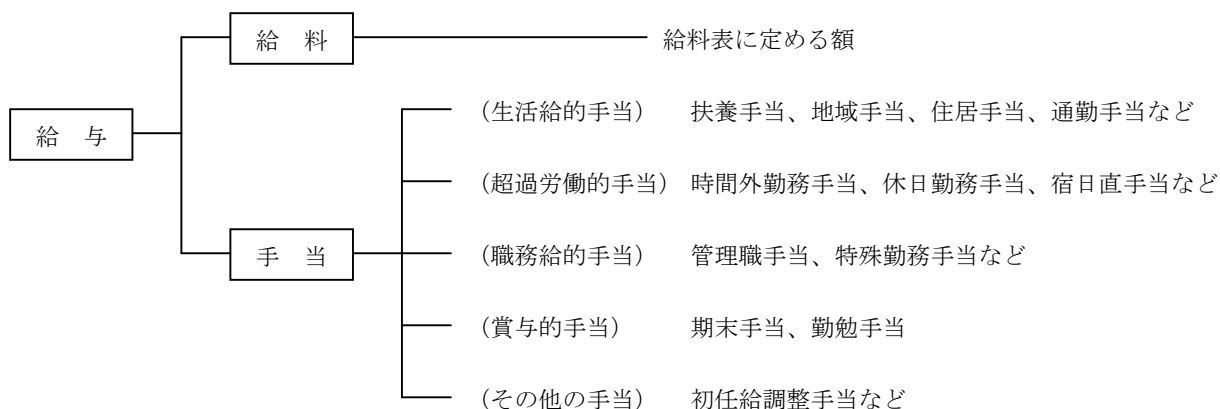 給　料　給料表に定める額
（生活給的手当）　扶養手当、地域手当、住居手当、通勤手当など
給　与
（超過労働的手当）　時間外勤務手当、休日勤務手当、宿日直手当など
手　当　（職務給的手当）　管理職手当、特殊勤務手当など
（賞与的手当）　期末手当、勤勉手当
（その他の手当）　初任給調整手当など